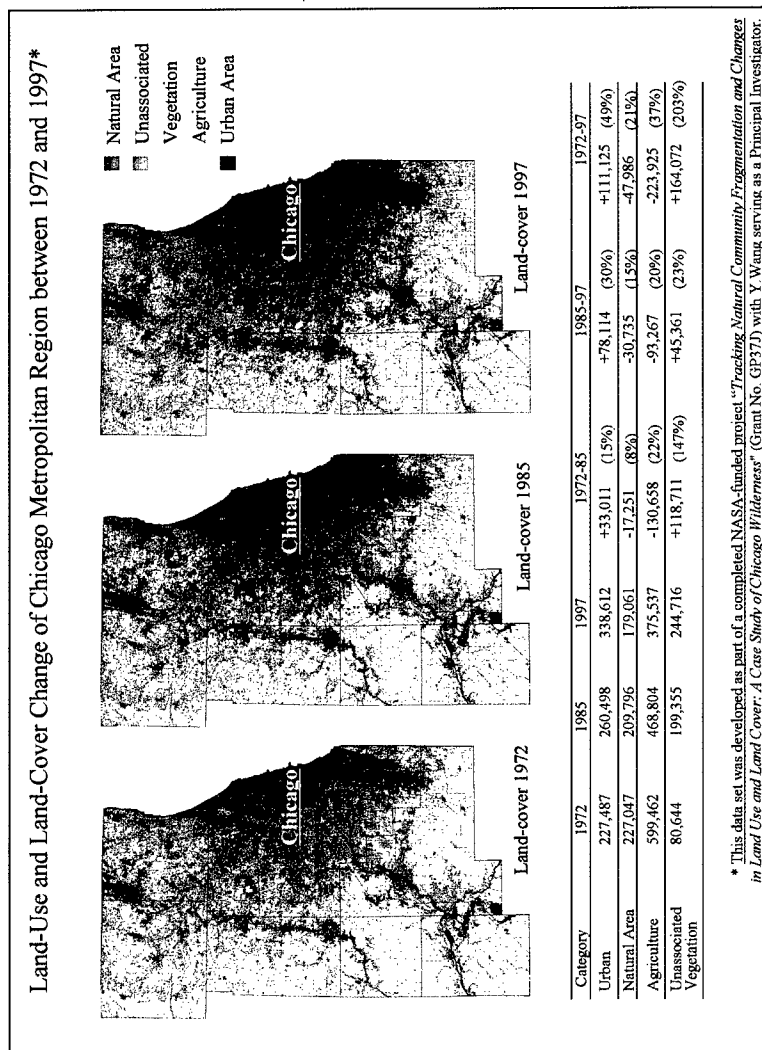 Land-Use and Land-Cover Change of Chicago Metropolitan Region between 1972 and 1997*
Natural Area
Unassociated
Vegetation
Agriculture
Urban Area
Chicago
Chicago
Chicago
Land-cover 1972
Land-cover 1985
Land-cover 1997
Category 1972 1985 1997 1972-85 1985-97 1972-97
Urban 227,487 260,498 338,612 +33,011 (15%) +78,114 (30%) +111,125 (49%)
Natural Area 227,047 209,796 179,061 -17,251 (8%) -30,735 (15%) -47,986 (21%)
Agriculture 599,462 468,804 375,537 -130,658 (22%) -93,267 (20%) -223,925 (37%)
Unassociated 80,644 199,355 244,716 +118,711 (147%) +45,361 (23%) +164,072 (203%)
Vegetation
* This data set was developed as part of a completed NASA-funded project "Tracking Natural Community Fragmentation and Changes
in Land Use and Land Cover: A Case Study of Chicago Wilderness" (Grant No. GP37J) with Y. Wang serving as a Principal Investigator.